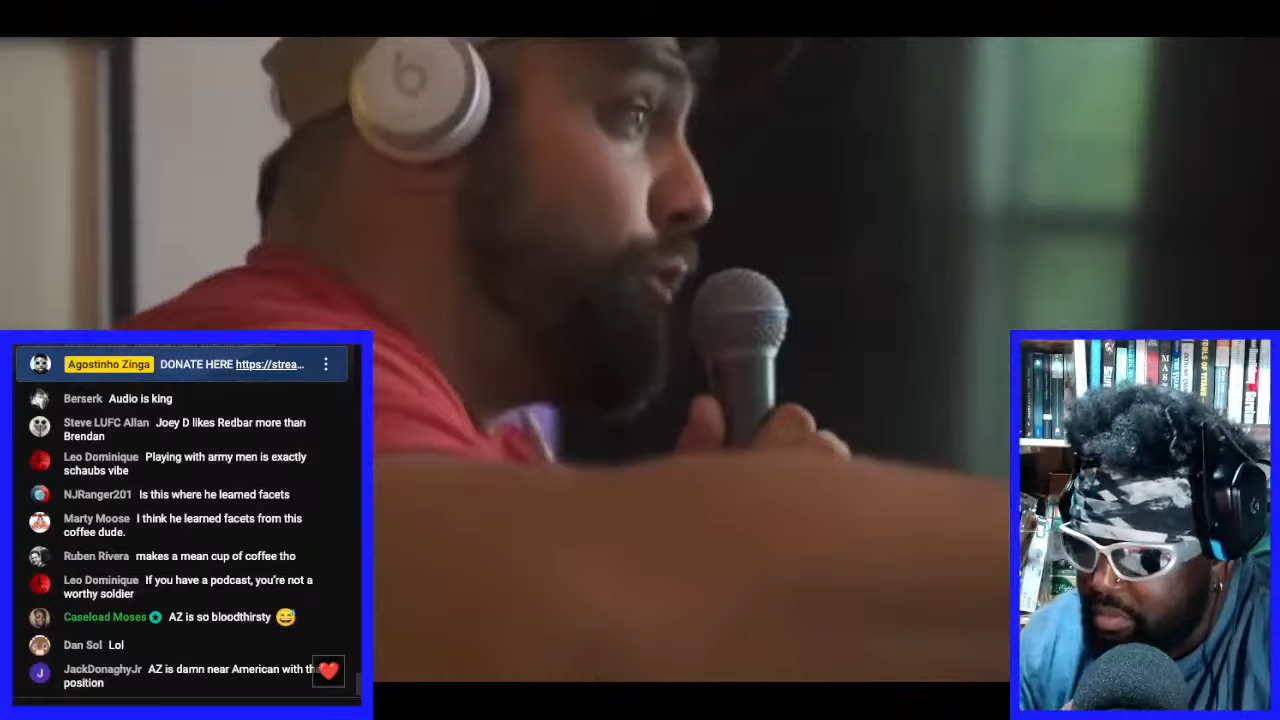 b
Agostinho Zinga DONATE HERE https://strea...
Berserk Audio is king
Steve LUFC Allan Joey D likes Redbar more than
Brendan
Leo Dominique Playing with army men is exactly
schaubs vibe
NJRanger201 Is this where he learned facets
Marty Moose I think he learned facets from this
coffee dude.
Ruben Rivera makes a mean cup of coffee tho
Leo Dominique If you have a podcast, you're not a
worthy soldier
Caseload Moses AZ is so bloodthirsty
Dan Sol Lol
J JackDonaghyJr AZ is damn near American with th
position
TOOLS OF TITANS